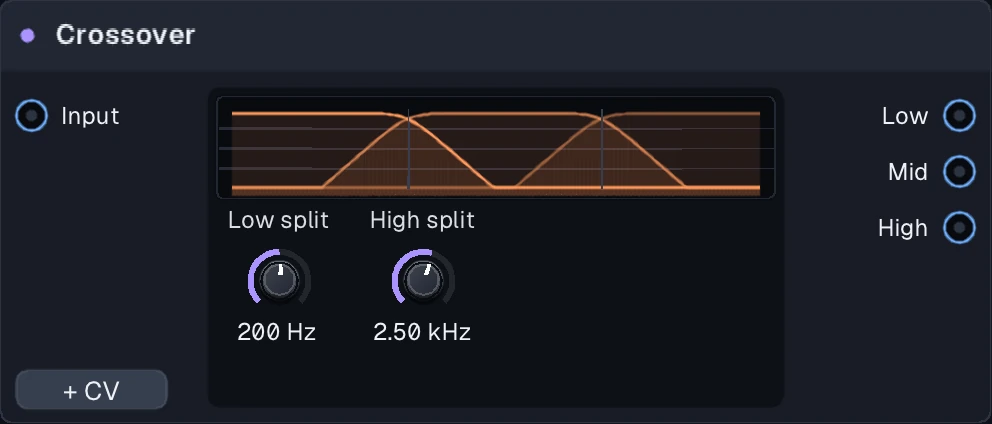 Crossover
Input
Low
Mid
High
Low split
High split
200 Hz
2.50 kHz
+ CV